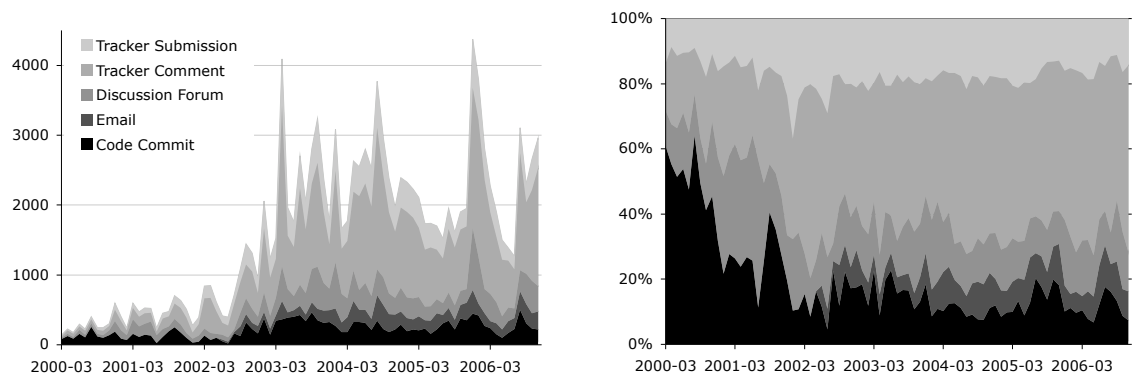 Tracker Submission
Tracker Comment
Discussion Forum
Email
Code Commit
4000
3000
2000
1000
0
2000-03 2001-03 2002-03 2003-03 2004-03 2005-03 2006-03
100%
80%
60%
40%
20%
0%
2000-03 2001-03 2002-03 2003-03 2004-03 2005-03 2006-03